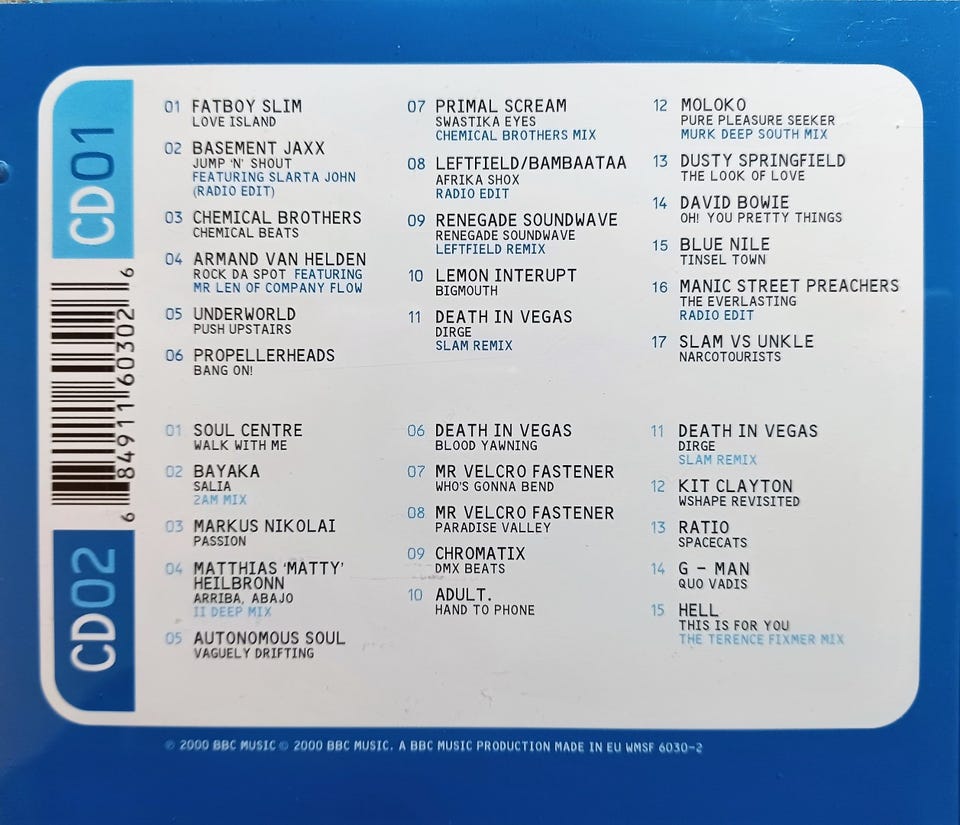 CD01
01 FATBOY SLIM
LOVE ISLAND
02 BASEMENT JAXX
JUMP 'N' SHOUT
FEATURING SLARTA JOHN
(RADIO EDIT)
03 CHEMICAL BROTHERS
CHEMICAL BEATS
04 ARMAND VAN HELDEN
ROCK DA SPOT FEATURING
MR LEN OF COMPANY FLOW
05 UNDERWORLD
PUSH UPSTAIRS
06 PROPELLERHEADS
BANG ON!
07 PRIMAL SCREAM
SWASTIKA EYES
CHEMICAL BROTHERS MIX
08 LEFTFIELD/BAMBAATAA
AFRIKA SHOX
RADIO EDIT
09 RENEGADE SOUNDWAVE
RENEGADE SOUNDWAVE
LEFTFIELD REMIX
10 LEMON INTERUPT
BIGMOUTH
11 DEATH IN VEGAS
DIRGE
SLAM REMIX
12 MOLOKO
PURE PLEASURE SEEKER
MURK DEEP SOUTH MIX
13 DUSTY SPRINGFIELD
THE LOOK OF LOVE
14 DAVID BOWIE
OH! YOU PRETTY THINGS
15 BLUE NILE
TINSEL TOWN
16 MANIC STREET PREACHERS
THE EVERLASTING
RADIO EDIT
17 SLAM VS UNKLE
NARCOTOURISTS
6 84911 60302 6
CD02
01 SOUL CENTRE
WALK WITH ME
02 BAYAKA
SALIA
2AM MIX
03 MARKUS NIKOLAI
PASSION
04 MATTHIAS 'MATTY'
HEILBRONN
ARRIBA, ABAJO
II DEEP MIX
05 AUTONOMOUS SOUL
VAGUELY DRIFTING
06 DEATH IN VEGAS
BLOOD YAWNING
07 MR VELCRO FASTENER
WHO'S GONNA BEND
08 MR VELCRO FASTENER
PARADISE VALLEY
09 CHROMATIX
DMX BEATS
10 ADULT.
HAND TO PHONE
11 DEATH IN VEGAS
DIRGE
SLAM REMIX
12 KIT CLAYTON
WSHAPE REVISITED
13 RATIO
SPACECATS
14 G - MAN
QUO VADIS
15 HELL
THIS IS FOR YOU
THE TERENCE FIXMER MIX
℗ 2000 BBC MUSIC © 2000 BBC MUSIC. A BBC MUSIC PRODUCTION MADE IN EU WMSF 6030-2